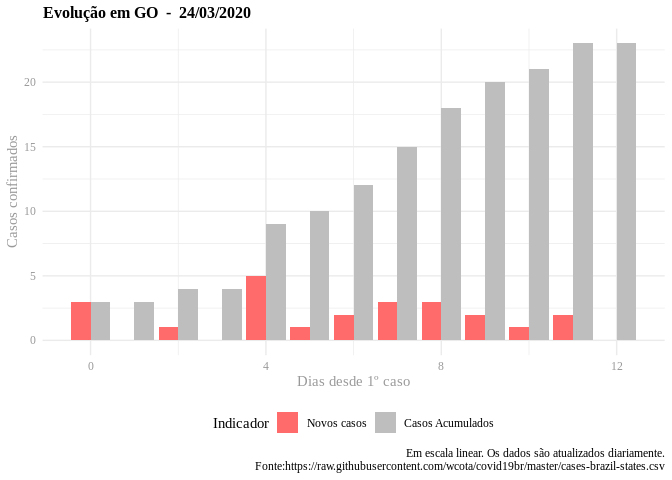 Evolução em GO  -  24/03/2020
Casos confirmados
20
15
10
5
0
0
4
8
12
Dias desde 1º caso
Indicador
Novos casos
Casos Acumulados
Em escala linear. Os dados são atualizados diariamente.
Fonte:https://raw.githubusercontent.com/wcota/covid19br/master/cases-brazil-states.csv